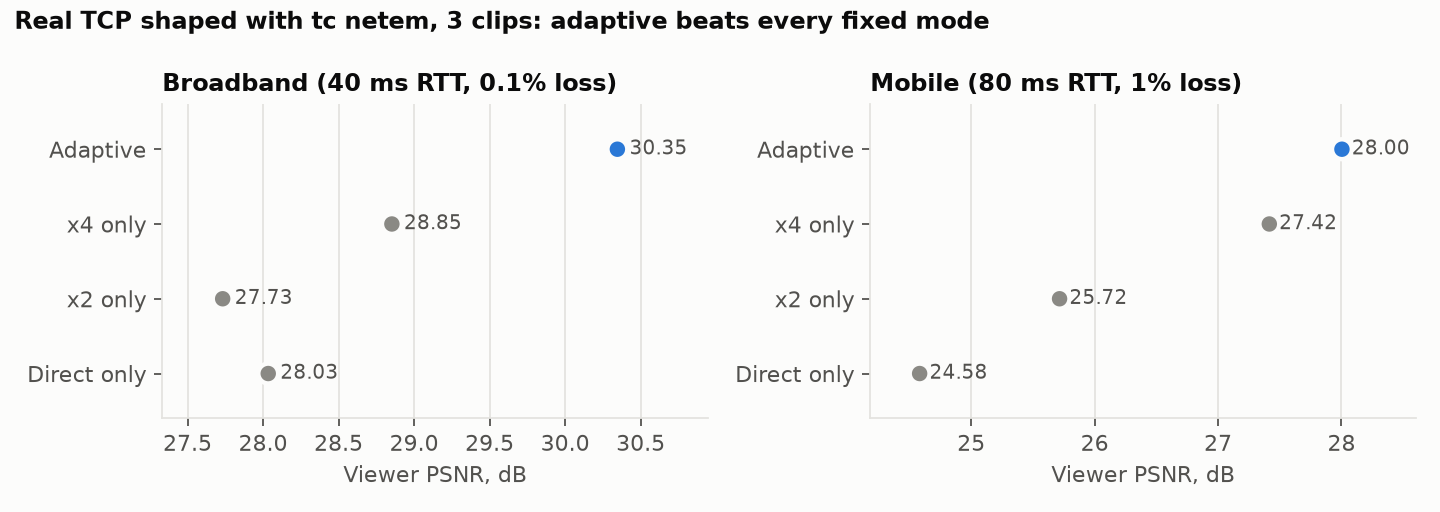 Real TCP shaped with tc netem, 3 clips: adaptive beats every fixed mode
Broadband (40 ms RTT, 0.1% loss)
Adaptive
30.35
x4 only
28.85
x2 only
27.73
Direct only
28.03
27.5 28.0 28.5 29.0 29.5 30.0 30.5
Viewer PSNR, dB
Mobile (80 ms RTT, 1% loss)
Adaptive
28.00
x4 only
27.42
x2 only
25.72
Direct only
24.58
25 26 27 28
Viewer PSNR, dB